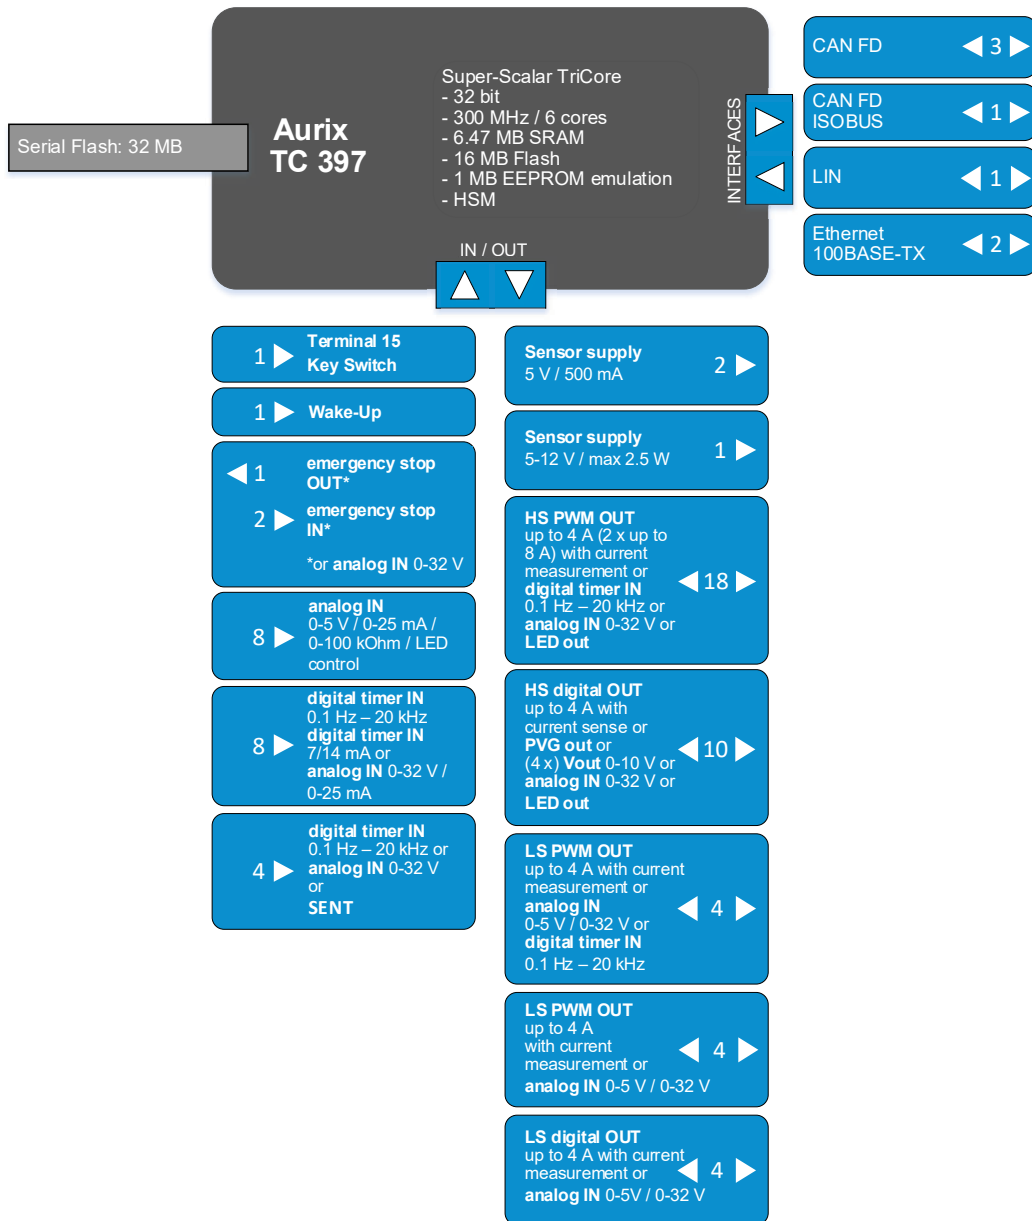 Serial Flash: 32 MB
Aurix
TC 397
Super-Scalar TriCore
- 32 bit
- 300 MHz / 6 cores
- 6.47 MB SRAM
- 16 MB Flash
- 1 MB EEPROM emulation
- HSM
INTERFACES
IN / OUT
CAN FD
3
CAN FD
ISOBUS
1
LIN
1
Ethernet
100BASE-TX
2
1
Terminal 15
Key Switch
1
Wake-Up
1
emergency stop
OUT*
2
emergency stop
IN*
*or analog IN 0-32 V
8
analog IN
0-5 V / 0-25 mA /
0-100 kOhm / LED
control
8
digital timer IN
0.1 Hz – 20 kHz
digital timer IN
7/14 mA or
analog IN 0-32 V /
0-25 mA
4
digital timer IN
0.1 Hz – 20 kHz or
analog IN 0-32 V
or
SENT
Sensor supply
5 V / 500 mA
2
Sensor supply
5-12 V / max 2.5 W
1
HS PWM OUT
up to 4 A (2 x up to
8 A) with current
measurement or
digital timer IN
0.1 Hz – 20 kHz or
analog IN 0-32 V or
LED out
18
HS digital OUT
up to 4 A with
current sense or
PVG out or
(4 x) Vout 0-10 V or
analog IN 0-32 V or
LED out
10
LS PWM OUT
up to 4 A with current
measurement or
analog IN
0-5 V / 0-32 V or
digital timer IN
0.1 Hz – 20 kHz
4
LS PWM OUT
up to 4 A
with current
measurement or
analog IN 0-5 V / 0-32 V
4
LS digital OUT
up to 4 A with current
measurement or
analog IN 0-5V / 0-32 V
4